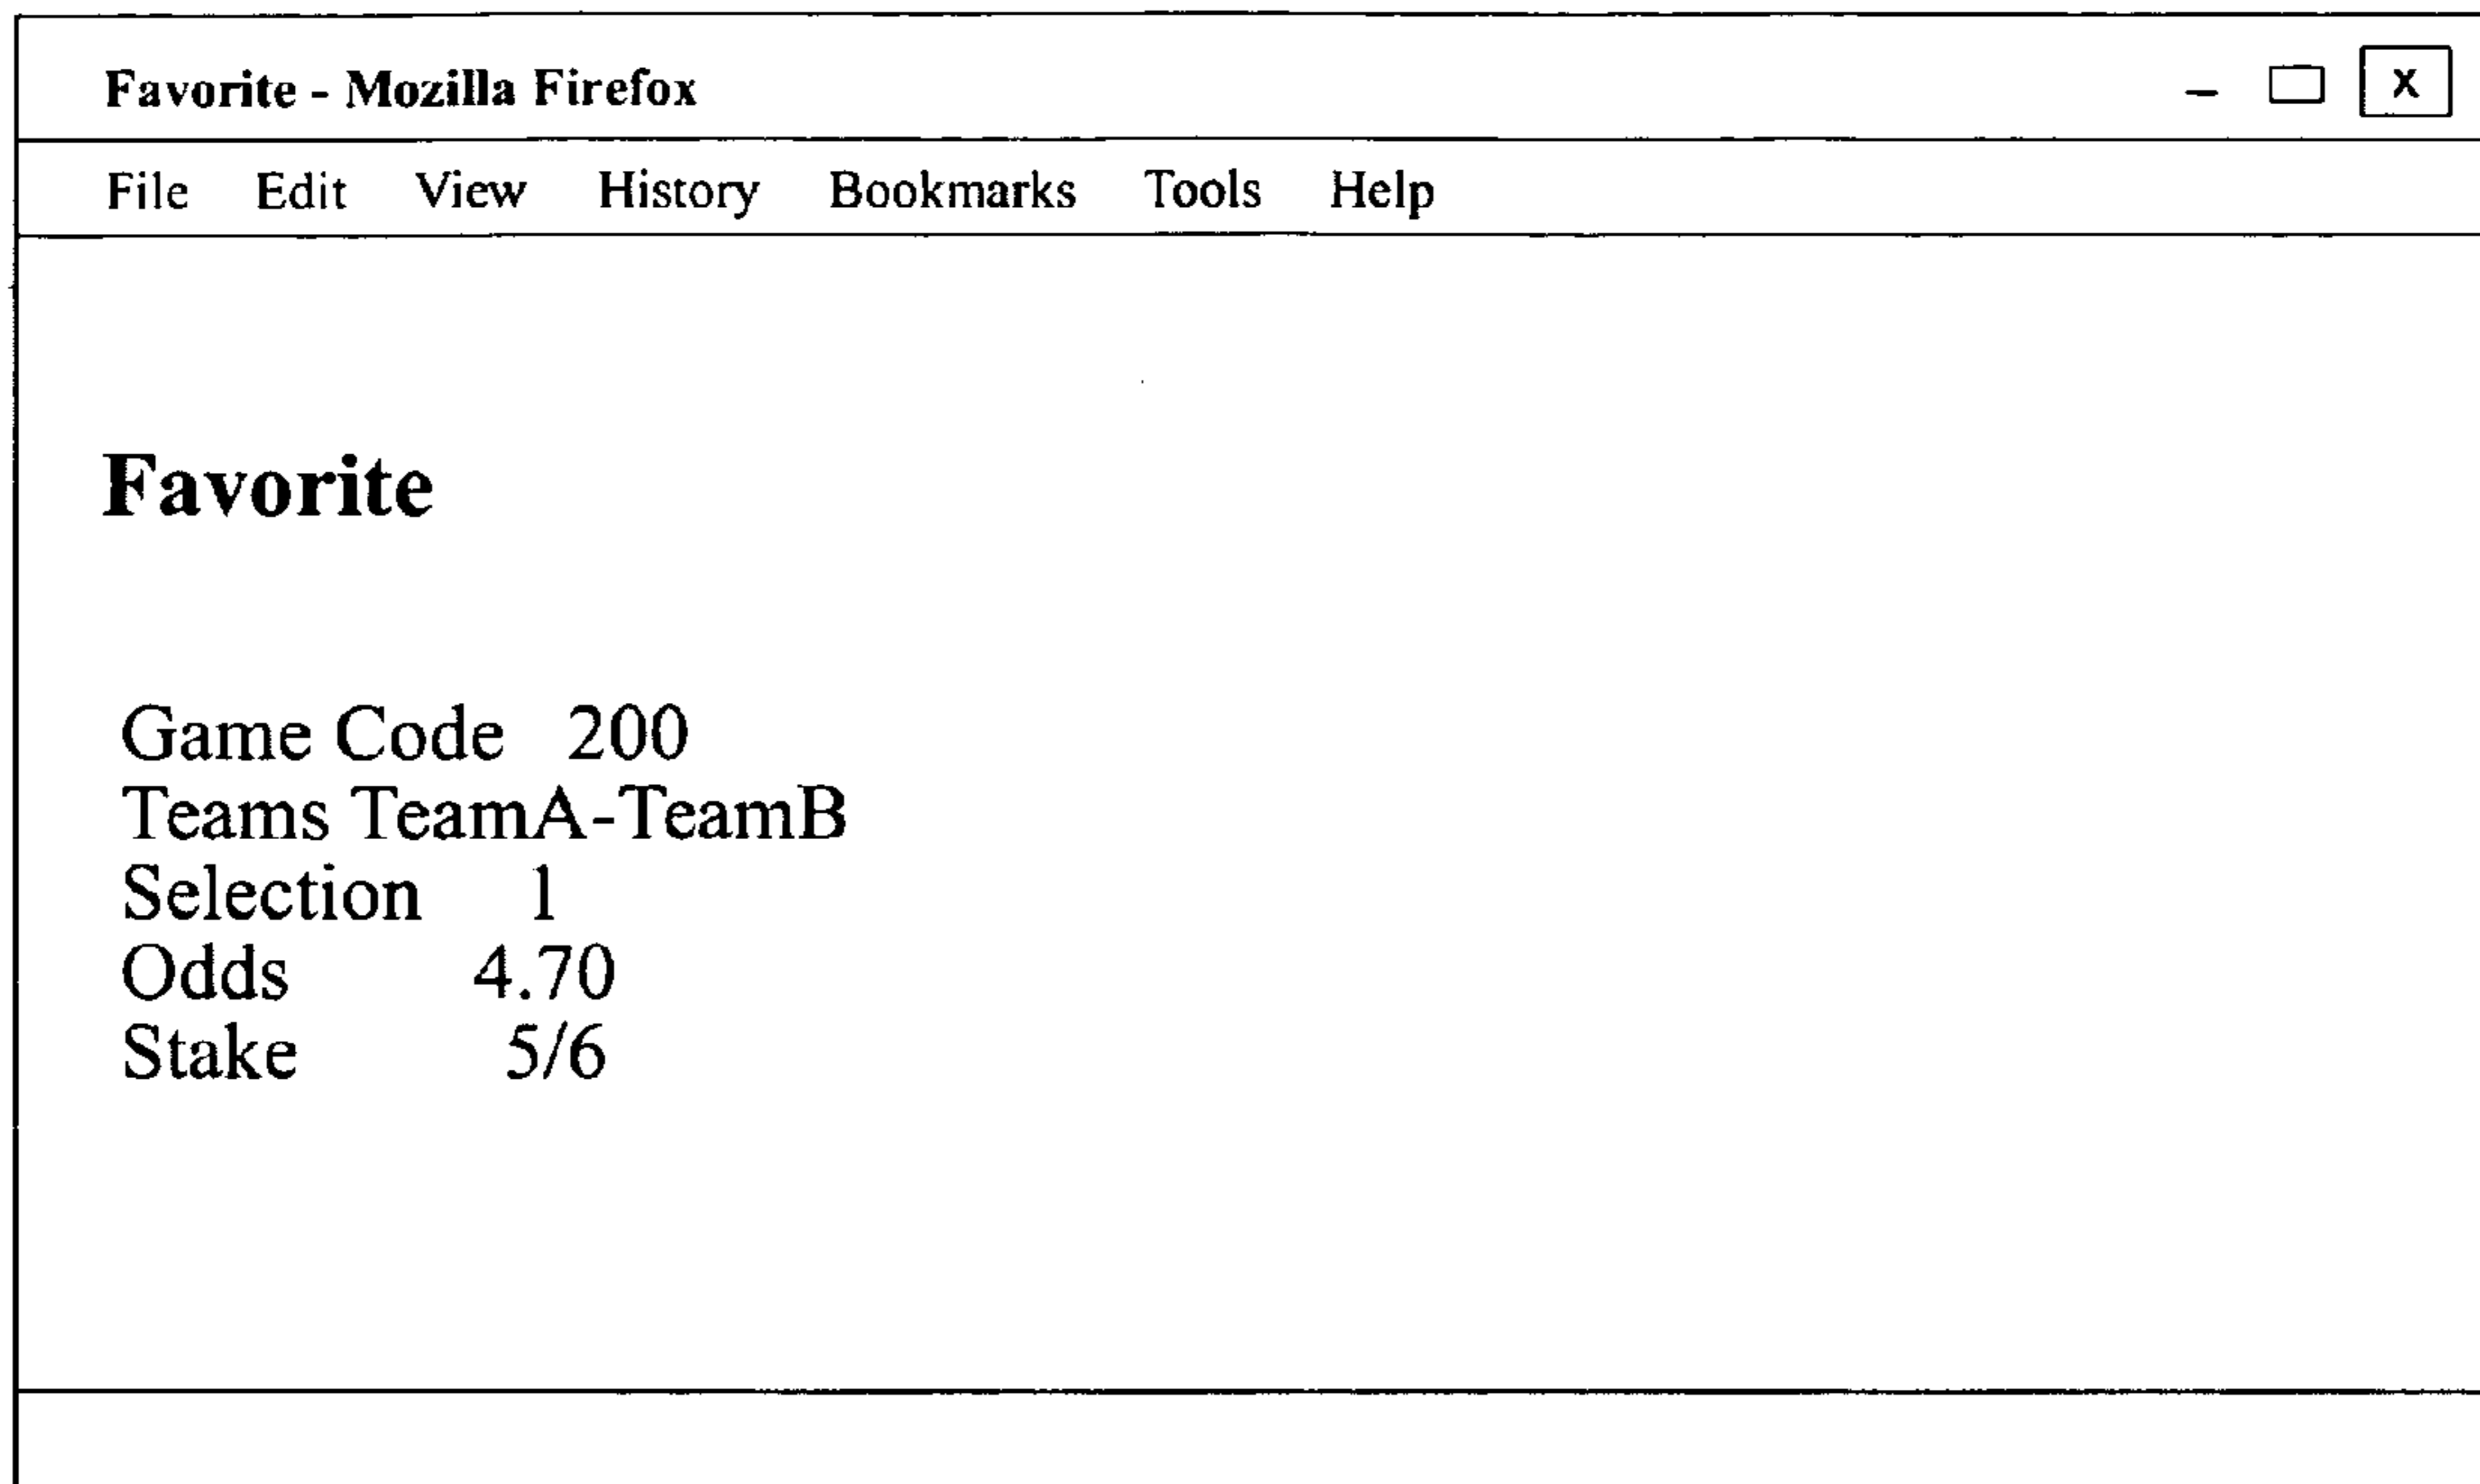 Favorite - Mozilla Firefox
X
File Edit View History Bookmarks Tools Help
Favorite
Game Code 200
Teams TeamA-TeamB
Selection 1
Odds 4.70
Stake 5/6